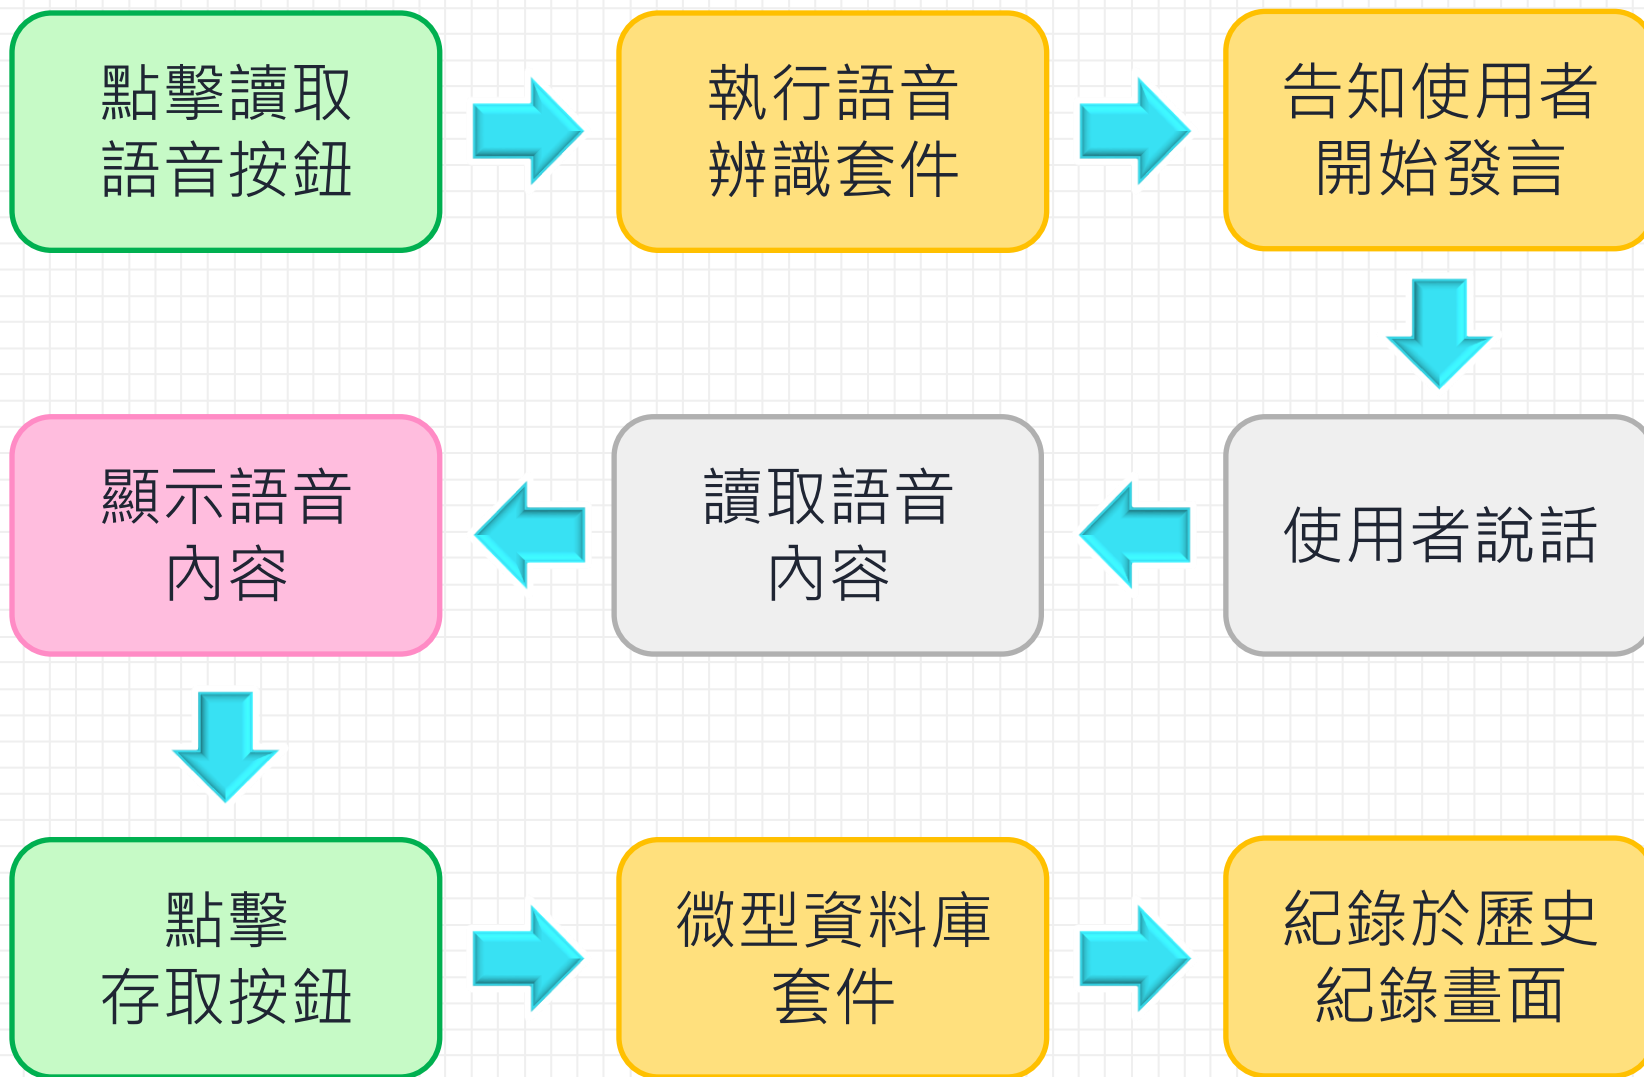 點擊讀取
語音按鈕
執行語音
辨識套件
告知使用者
開始發言
使用者說話
讀取語音
內容
顯示語音
內容
點擊
存取按鈕
微型資料庫
套件
紀錄於歷史
紀錄畫面